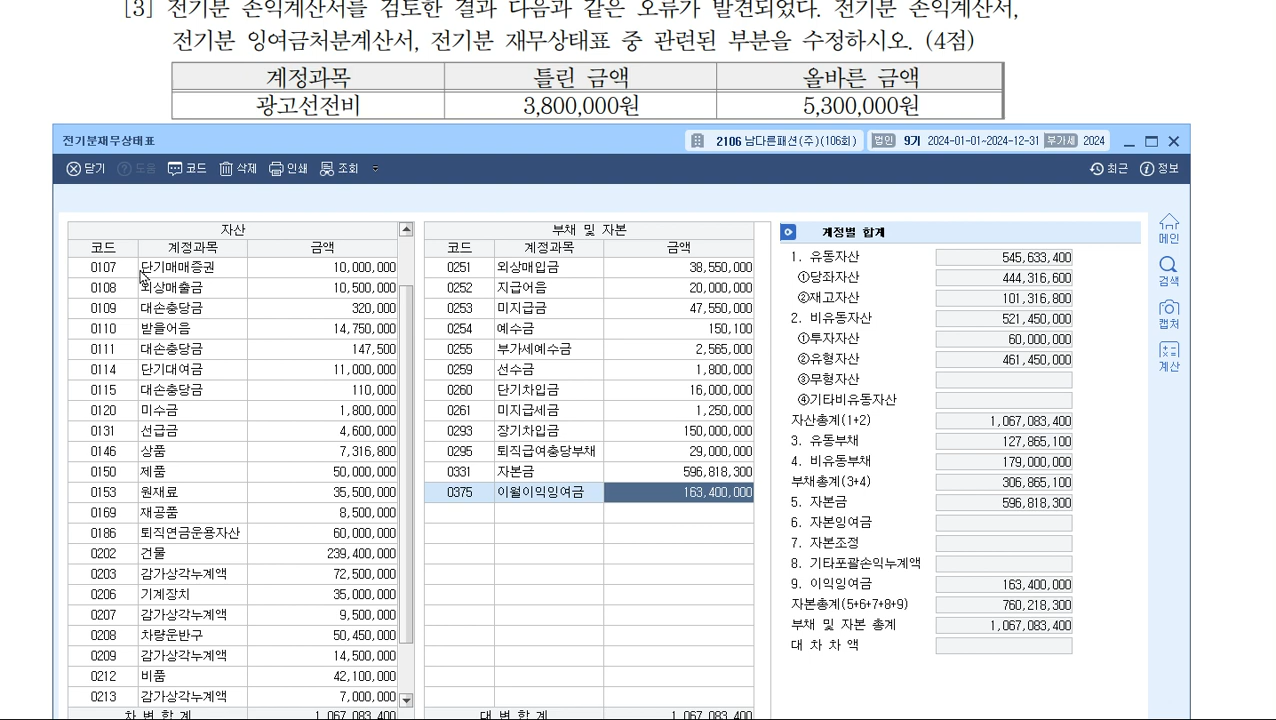 [3] 전기분 손익계산서를 검토한 결과 다음과 같은 오류가 발견되었다. 전기분 손익계산서,
전기분 잉여금처분계산서, 전기분 재무상태표 중 관련된 부분을 수정하시오. (4점)
계정과목 틀린 금액 올바른 금액
광고선전비 3,800,000원 5,300,000원
전기분재무상태표 2106 남다른패션(주)(106회) 법인 9기 2024-01-01~2024-12-31 부가세 2024
닫기 도움 코드 삭제 인쇄 조회 최근 정보
자산
코드 계정과목 금액
0107 단기매매증권 10,000,000
0108 외상매출금 10,500,000
0109 대손충당금 320,000
0110 받을어음 14,750,000
0111 대손충당금 147,500
0114 단기대여금 11,000,000
0115 대손충당금 110,000
0120 미수금 1,800,000
0131 선급금 4,600,000
0146 상품 7,316,800
0150 제품 50,000,000
0153 원재료 35,500,000
0169 재공품 8,500,000
0186 퇴직연금운용자산 60,000,000
0202 건물 239,400,000
0203 감가상각누계액 72,500,000
0206 기계장치 35,000,000
0207 감가상각누계액 9,500,000
0208 차량운반구 50,450,000
0209 감가상각누계액 14,500,000
0212 비품 42,100,000
0213 감가상각누계액 7,000,000
차 변 합 계 1,067,083,400
부채 및 자본
코드 계정과목 금액
0251 외상매입금 38,550,000
0252 지급어음 20,000,000
0253 미지급금 47,550,000
0254 예수금 150,100
0255 부가세예수금 2,565,000
0259 선수금 1,800,000
0260 단기차입금 16,000,000
0261 미지급세금 1,250,000
0293 장기차입금 150,000,000
0295 퇴직급여충당부채 29,000,000
0331 자본금 596,818,300
0375 이월이익잉여금 163,400,000
대 변 합 계 1,067,083,400
계정별 합계
1. 유동자산 545,633,400
①당좌자산 444,316,600
②재고자산 101,316,800
2. 비유동자산 521,450,000
①투자자산 60,000,000
②유형자산 461,450,000
③무형자산
④기타비유동자산
자산총계(1+2) 1,067,083,400
3. 유동부채 127,865,100
4. 비유동부채 179,000,000
부채총계(3+4) 306,865,100
5. 자본금 596,818,300
6. 자본잉여금
7. 자본조정
8. 기타포괄손익누계액
9. 이익잉여금 163,400,000
자본총계(5+6+7+8+9) 760,218,300
부채 및 자본 총계 1,067,083,400
대 차 차 액
메인
검색
캡처
계산